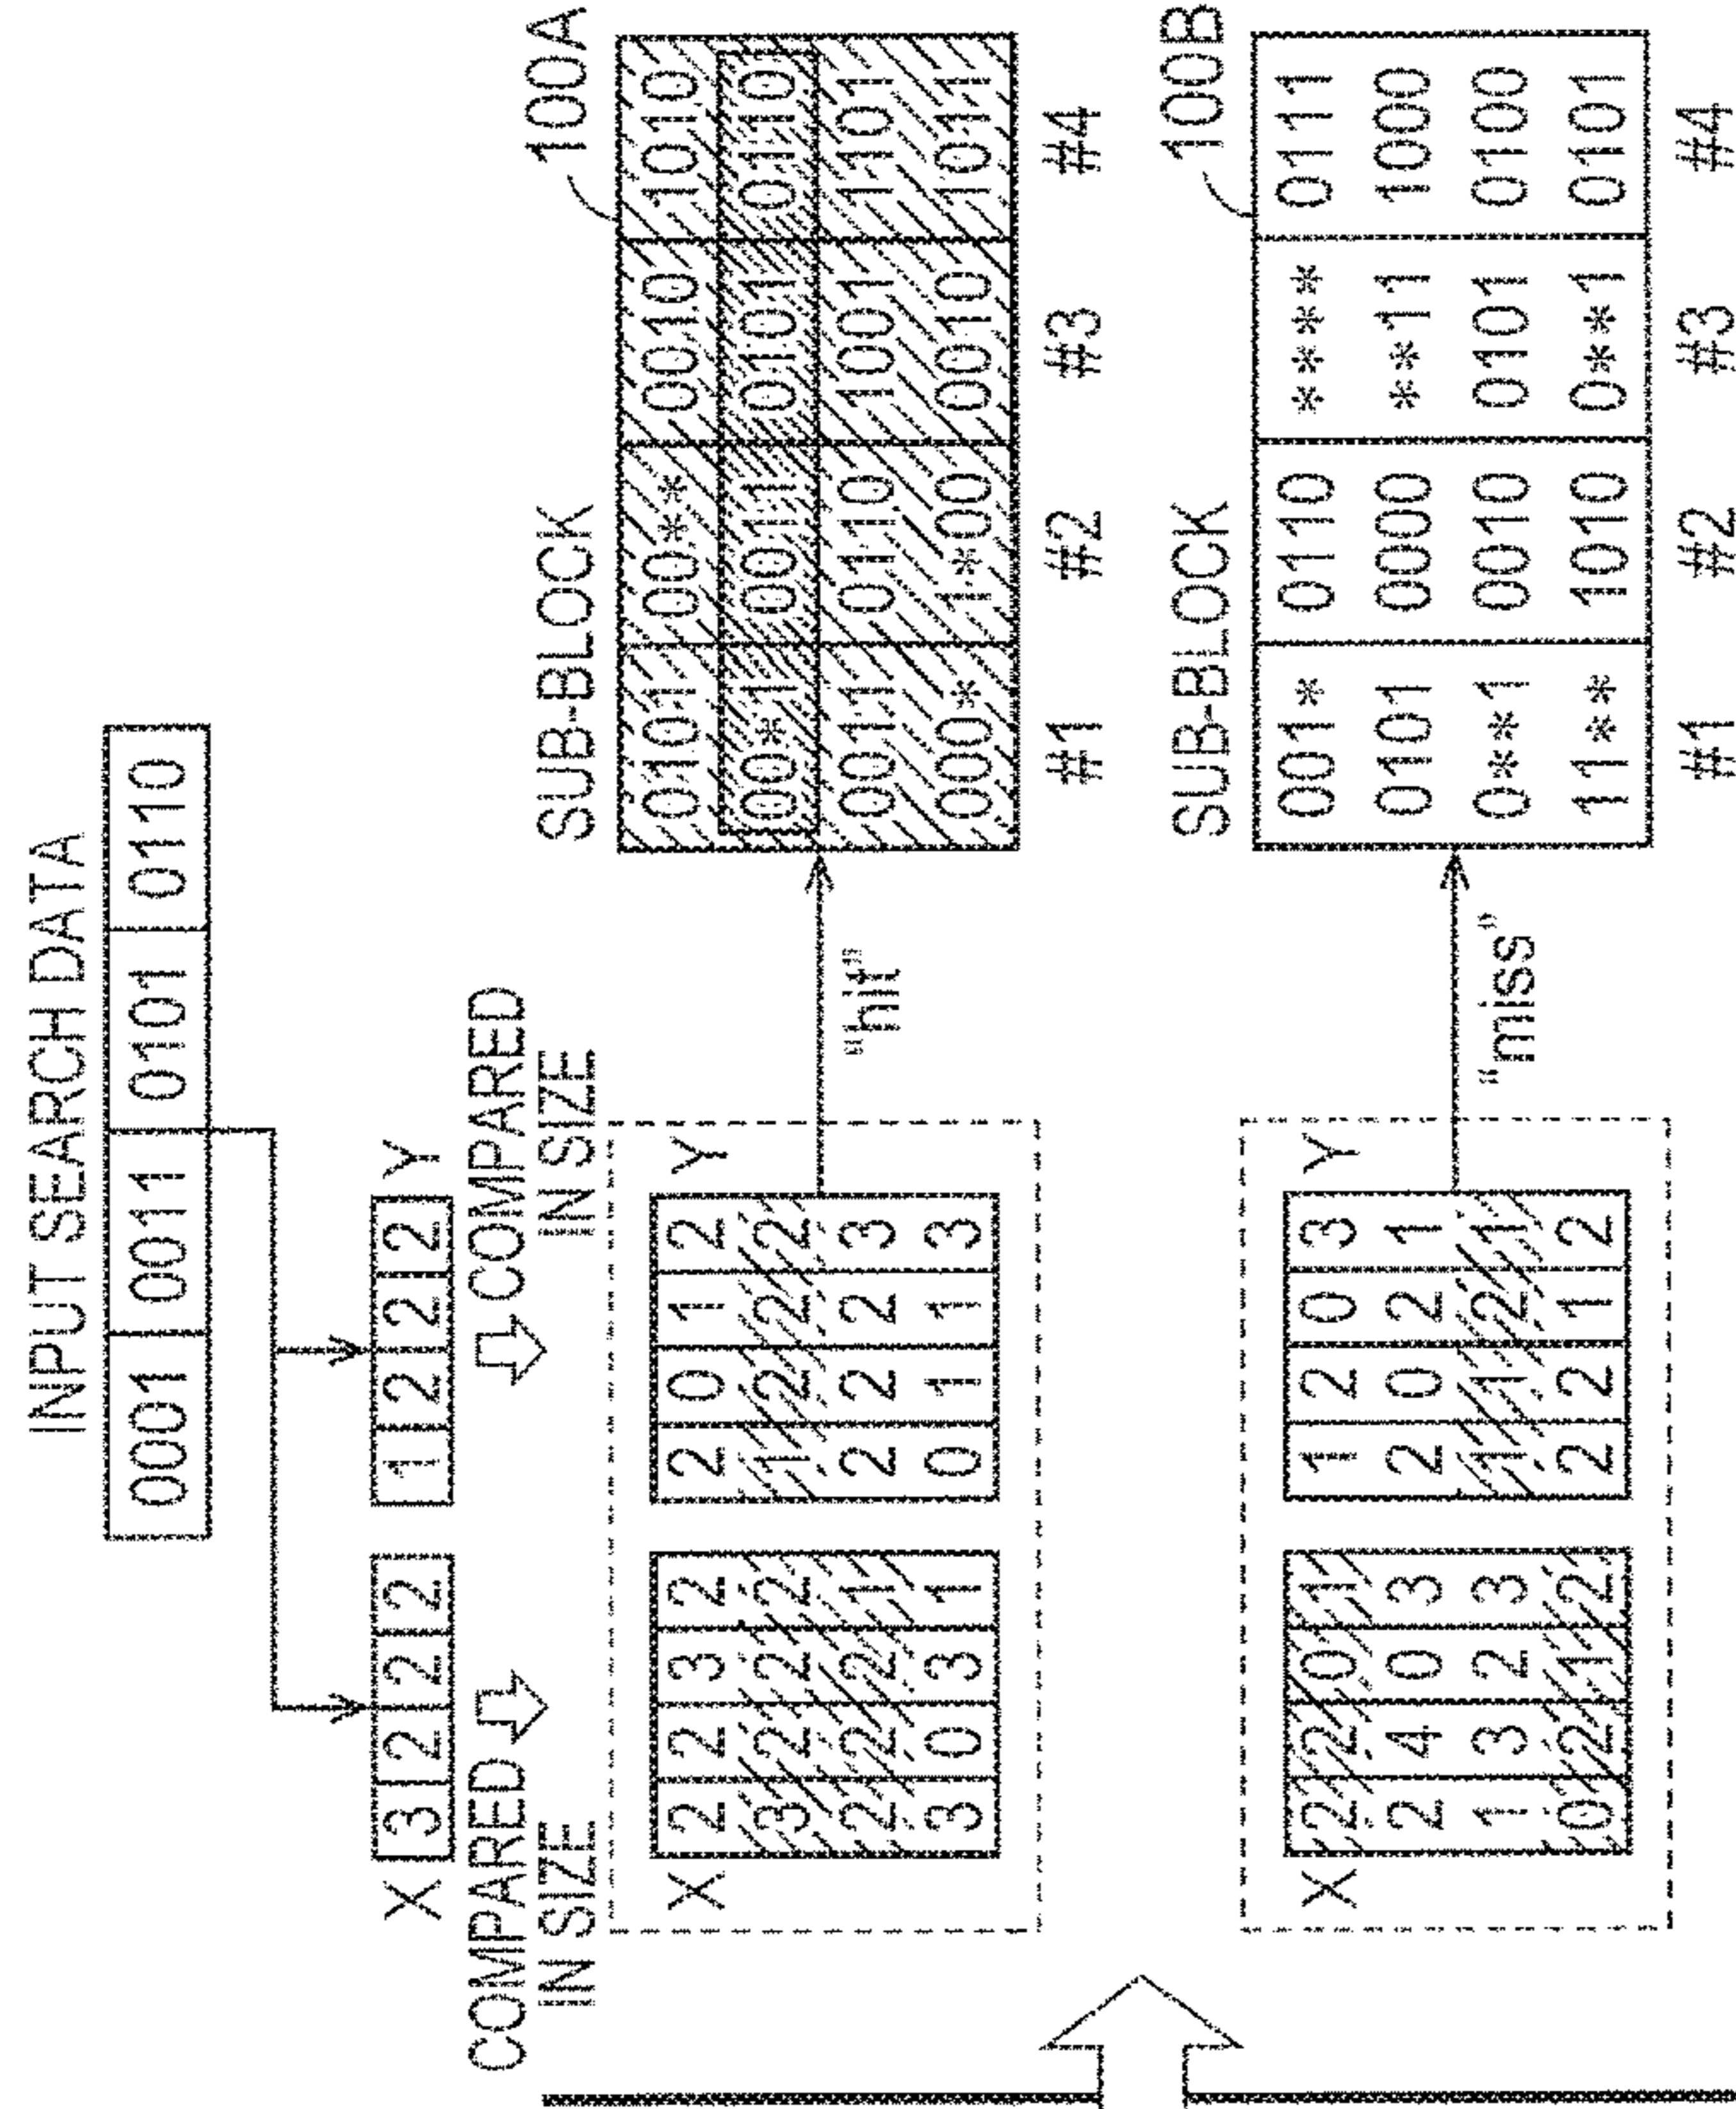 INPUT SEARCH DATA
0001 0011 0101 0110
X 3 2 2 2
1 2 2 2 Y
COMPARED
IN SIZE
COMPARED
IN SIZE
X
2 2 3 2
3 2 2 2
2 2 2 1
3 0 3 1
Y
2 0 1 2
1 2 2 2
2 2 2 3
0 1 1 3
"hit"
SUB-BLOCK
100A
0101 00** 0010 1010
00*1 0011 0101 0110
0011 0110 1001 1101
000* 1*00 0010 1011
#1 #2 #3 #4
X
2 2 0 1
2 4 0 3
1 3 2 3
0 2 1 2
Y
1 2 0 3
2 0 2 1
1 1 2 1
2 2 1 2
"miss"
SUB-BLOCK
100B
001* 0110 **** 0111
0101 0000 **11 1000
0**1 0010 0101 0100
11** 1010 0**1 0101
#1 #2 #3 #4